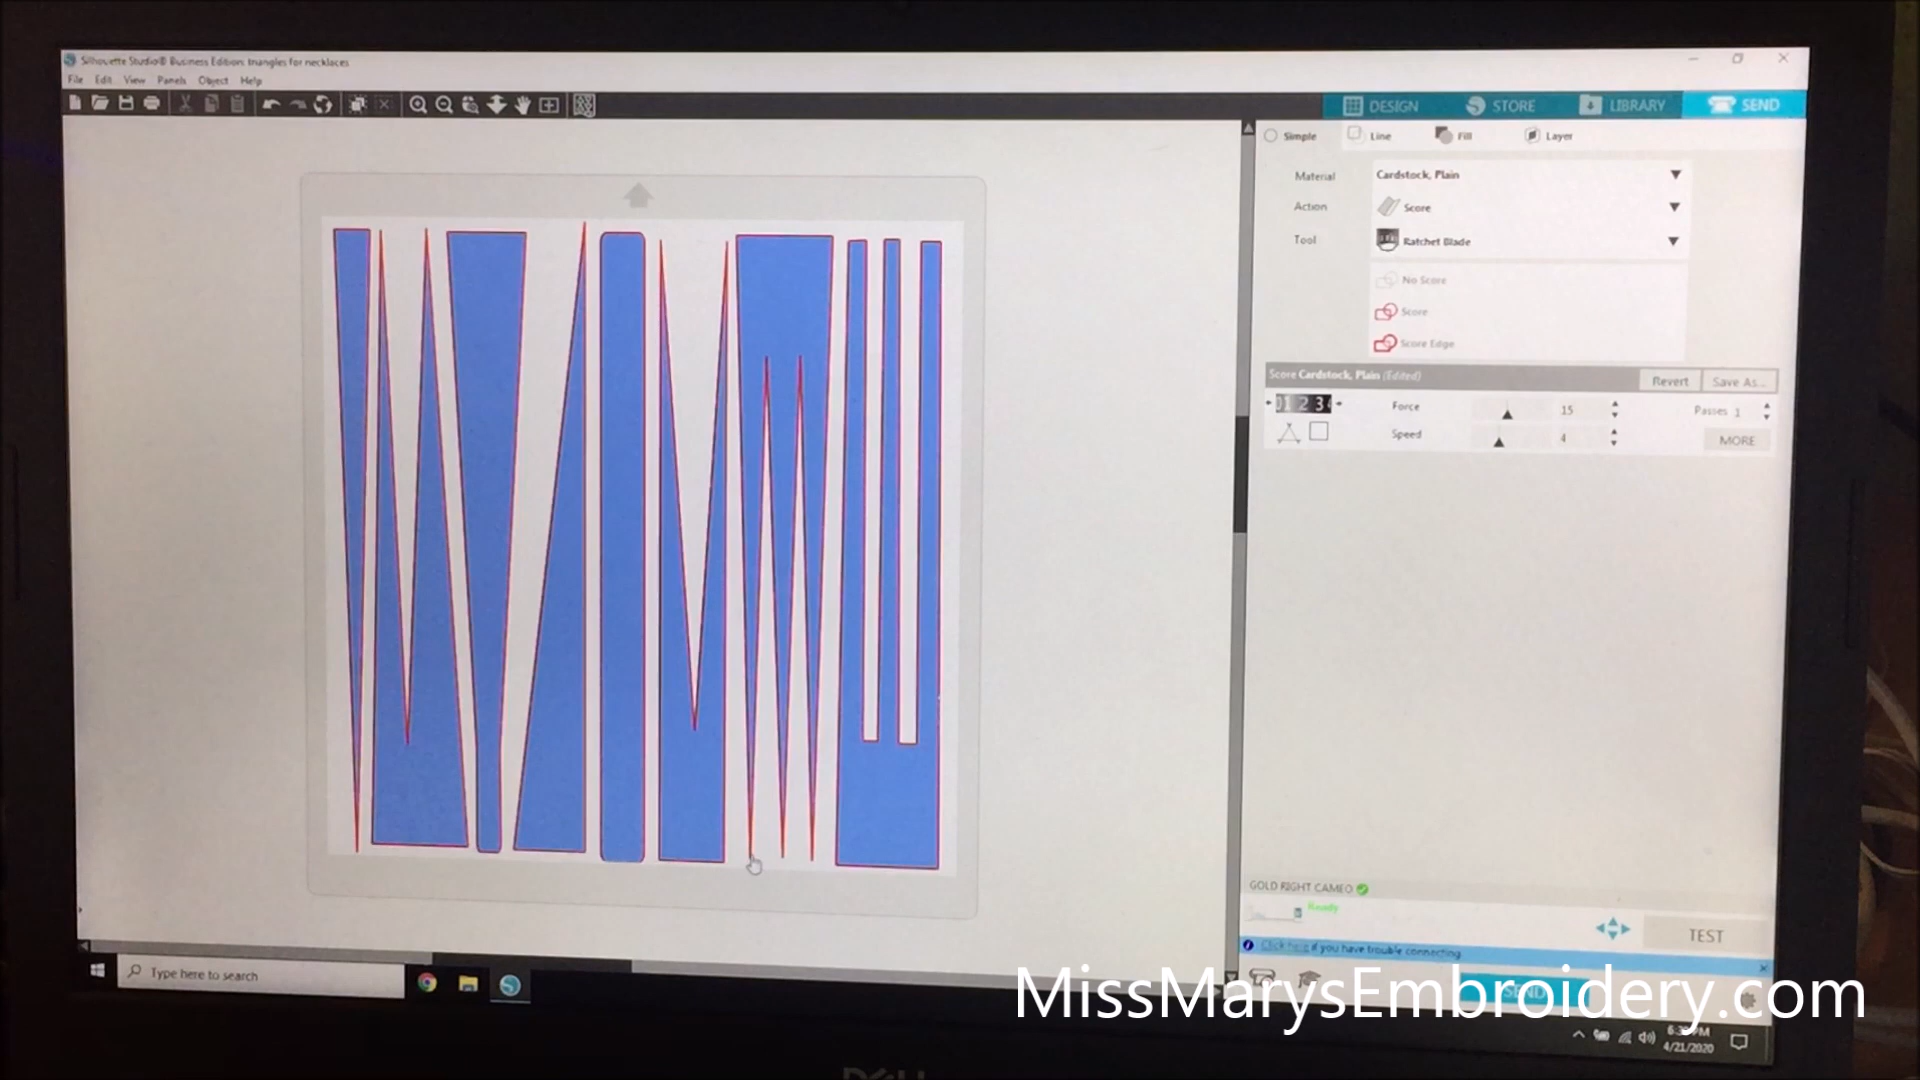 Silhouette Studio® Business Edition: triangles for necklaces
File Edit View Panels Object Help
DESIGN STORE LIBRARY SEND
Simple Line Fill Layer
Material Cardstock, Plain
Action Score
Tool Ratchet Blade
No Score
Score
Score Edge
Score Cardstock, Plain (Edited) Revert Save As...
Force 15 Passes 1
Speed 4 MORE
GOLD RIGHT CAMEO
Ready
TEST
Click here if you have trouble connecting.
SEND
MissMarysEmbroidery.com
Type here to search
4/21/2020
DELL